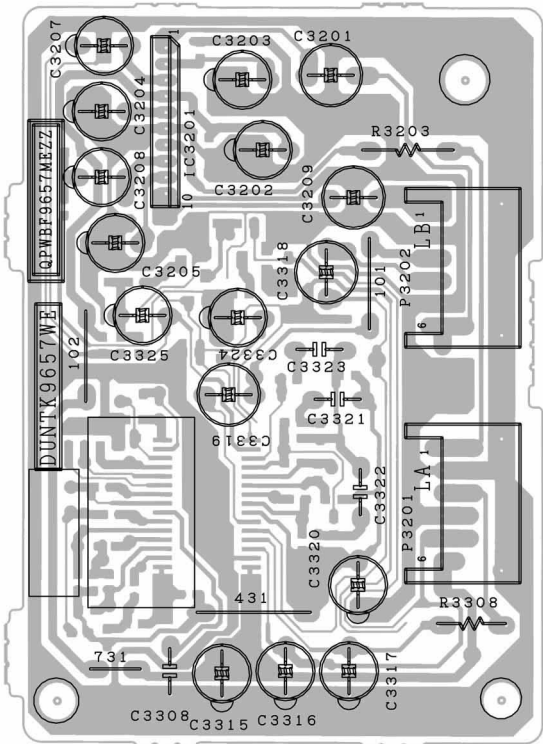 C3207
1
C3203
C3201
C3204
IC3201
R3203
QPWBF9657MEZZ
C3208
C3202
C3209
10
LB
1
C3205
C3318
101
P3202
6
DUNTK9657WE
102
C3325
C3324
C3323
C3321
C3319
LA
1
C3322
P3201
C3320
6
431
R3308
731
C3308
C3315
C3316
C3317